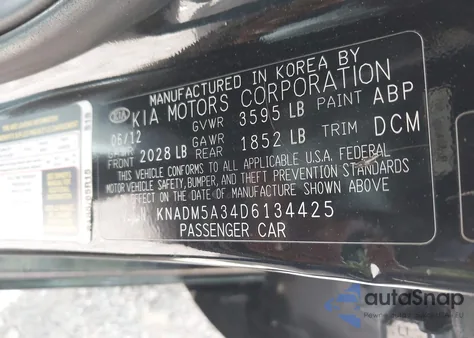 MANUFACTURED IN KOREA BY
KIA KIA MOTORS CORPORATION
05/12 GVWR 3595 LB PAINT ABP
GAWR
FRONT 2028 LB REAR 1852 LB TRIM DCM
THIS VEHICLE CONFORMS TO ALL APPLICABLE U.S.A. FEDERAL
MOTOR VEHICLE SAFETY, BUMPER, AND THEFT PREVENTION STANDARDS
EFFECT ON THE DATE OF MANUFACTURE SHOWN ABOVE
KNADM5A34D6134425
PASSENGER CAR
autoSnap